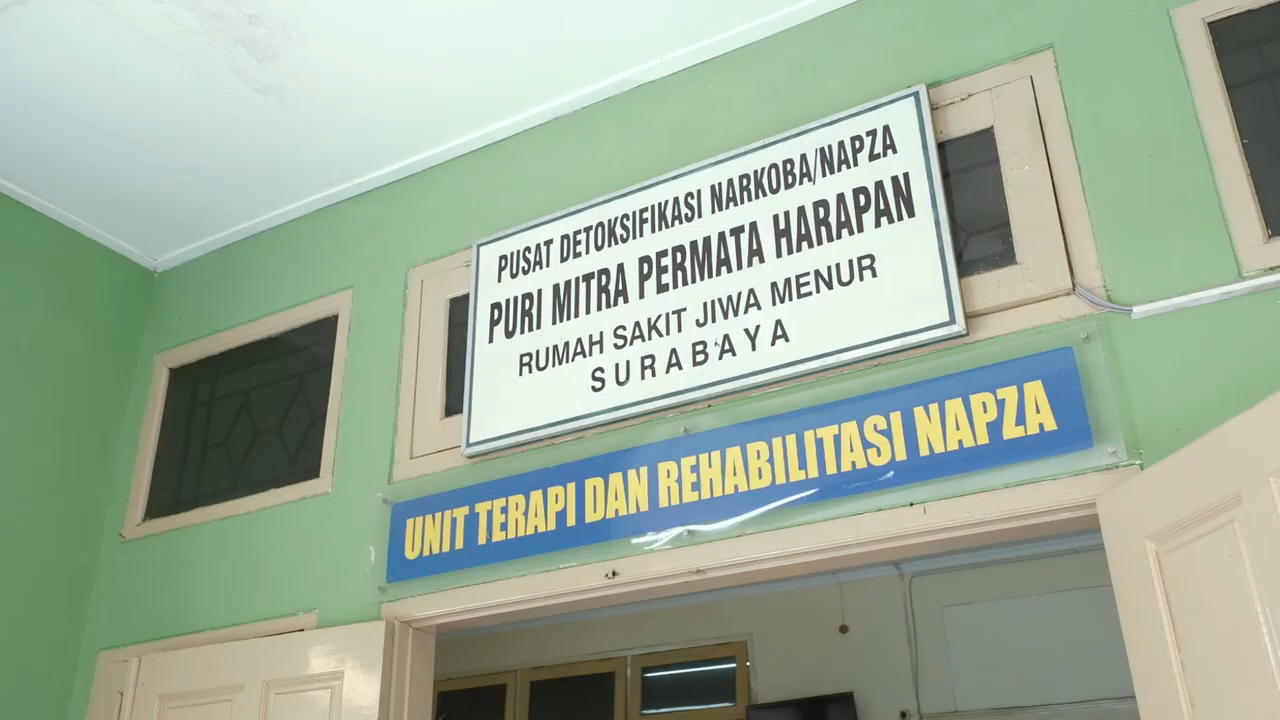 PUSAT DETOKSIFIKASI NARKOBA/NAPZA
PURI MITRA PERMATA HARAPAN
RUMAH SAKIT JIWA MENUR
SURABAYA
UNIT TERAPI DAN REHABILITASI NAPZA